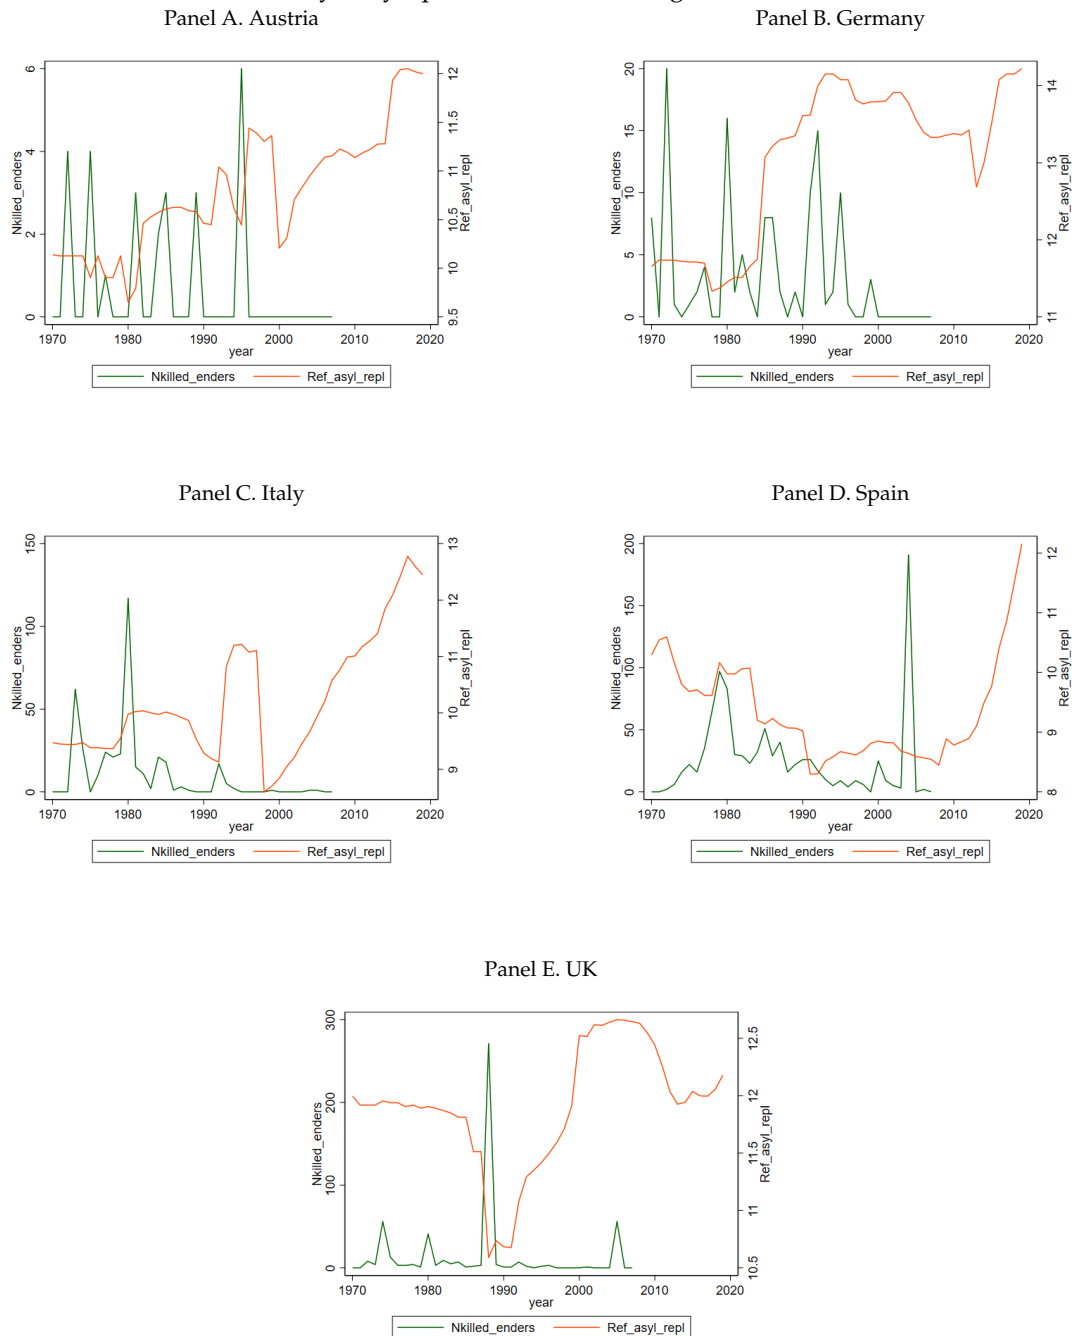 Panel A. Austria
Panel B. Germany
6
4
2
0
Nkilled_enders
12
11.5
11
10.5
10
9.5
Ref_asyl_repl
1970 1980 1990 2000 2010 2020
year
Nkilled_enders Ref_asyl_repl
20
15
10
5
0
Nkilled_enders
14
13
12
11
Ref_asyl_repl
1970 1980 1990 2000 2010 2020
year
Nkilled_enders Ref_asyl_repl
Panel C. Italy
Panel D. Spain
150
100
50
0
Nkilled_enders
13
12
11
10
9
Ref_asyl_repl
1970 1980 1990 2000 2010 2020
year
Nkilled_enders Ref_asyl_repl
200
150
100
50
0
Nkilled_enders
12
11
10
9
8
Ref_asyl_repl
1970 1980 1990 2000 2010 2020
year
Nkilled_enders Ref_asyl_repl
Panel E. UK
300
200
100
0
Nkilled_enders
12.5
12
11.5
11
10.5
Ref_asyl_repl
1970 1980 1990 2000 2010 2020
year
Nkilled_enders Ref_asyl_repl